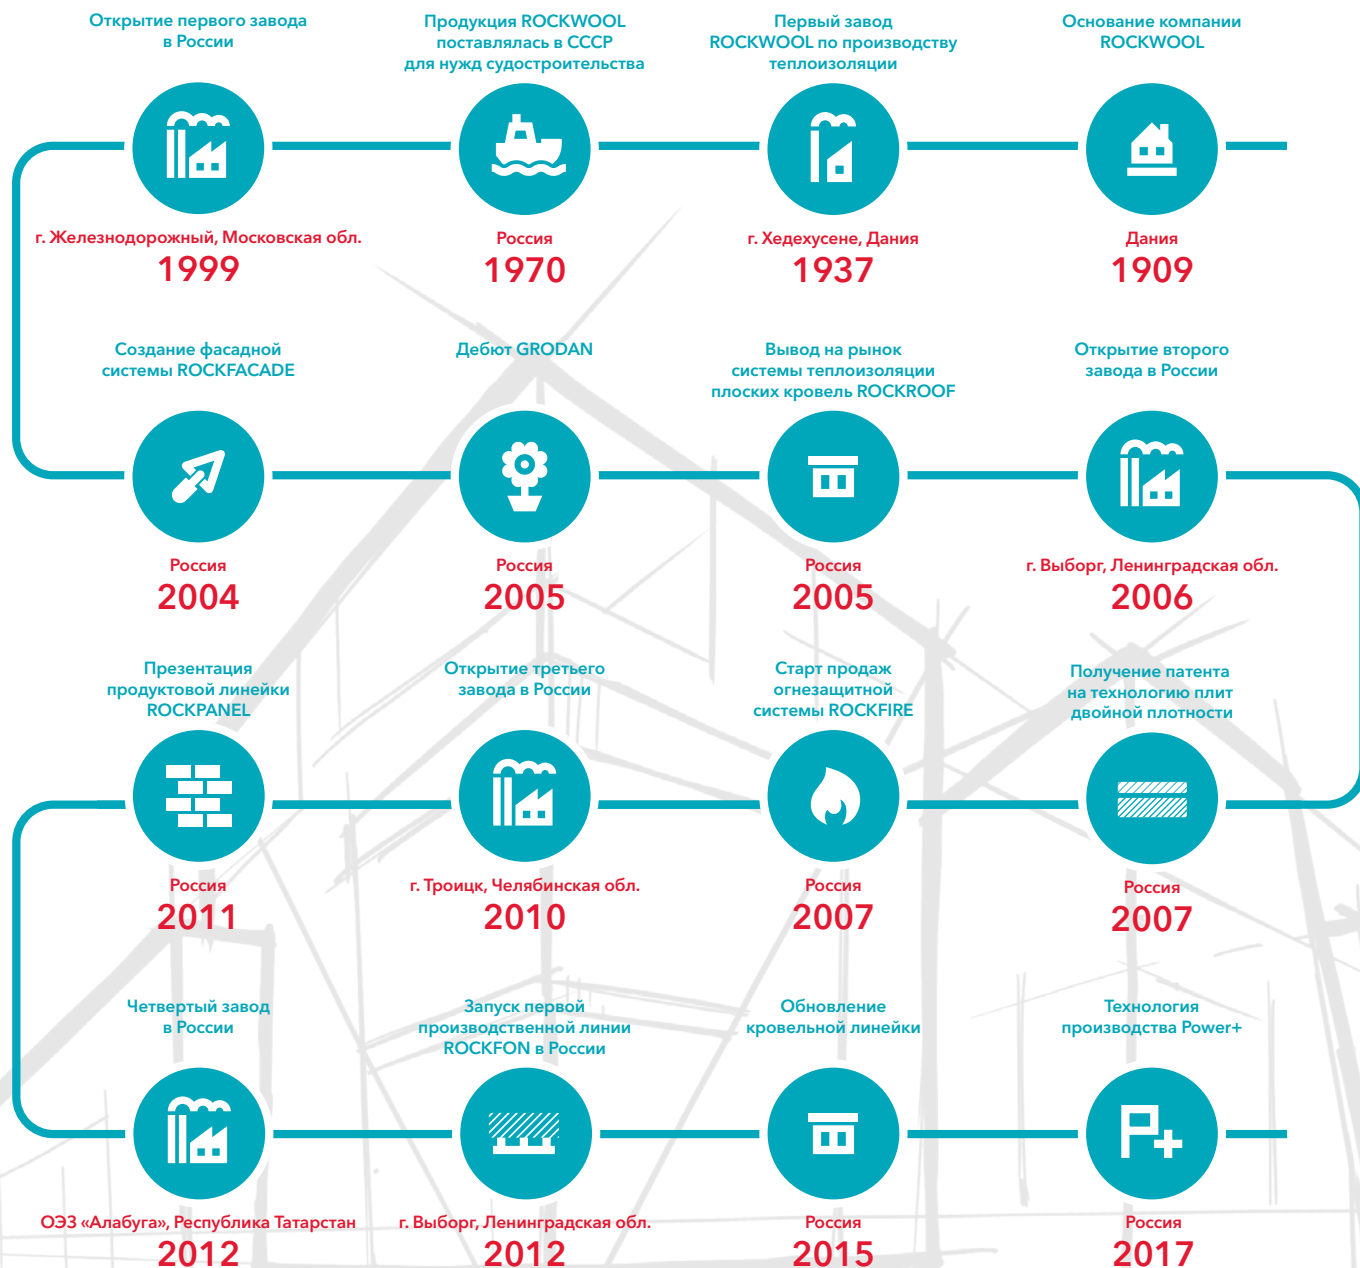 Открытие первого завода
в России
г. Железнодорожный, Московская обл.
1999
Продукция ROCKWOOL
поставлялась в СССР
для нужд судостроительства
Россия
1970
Первый завод
ROCKWOOL по производству
теплоизоляции
г. Хедехусене, Дания
1937
Основание компании
ROCKWOOL
Дания
1909
Создание фасадной
системы ROCKFACADE
Россия
2004
Дебют GRODAN
Россия
2005
Вывод на рынок
системы теплоизоляции
плоских кровель ROCKROOF
Россия
2005
Открытие второго
завода в России
г. Выборг, Ленинградская обл.
2006
Презентация
продуктовой линейки
ROCKPANEL
Россия
2011
Открытие третьего
завода в России
г. Троицк, Челябинская обл.
2010
Старт продаж
огнезащитной
системы ROCKFIRE
Россия
2007
Получение патента
на технологию плит
двойной плотности
Россия
2007
Четвертый завод
в России
ОЭЗ «Алабуга», Республика Татарстан
2012
Запуск первой
производственной линии
ROCKFON в России
г. Выборг, Ленинградская обл.
2012
Обновление
кровельной линейки
Россия
2015
Технология
производства Power+
P+
Россия
2017